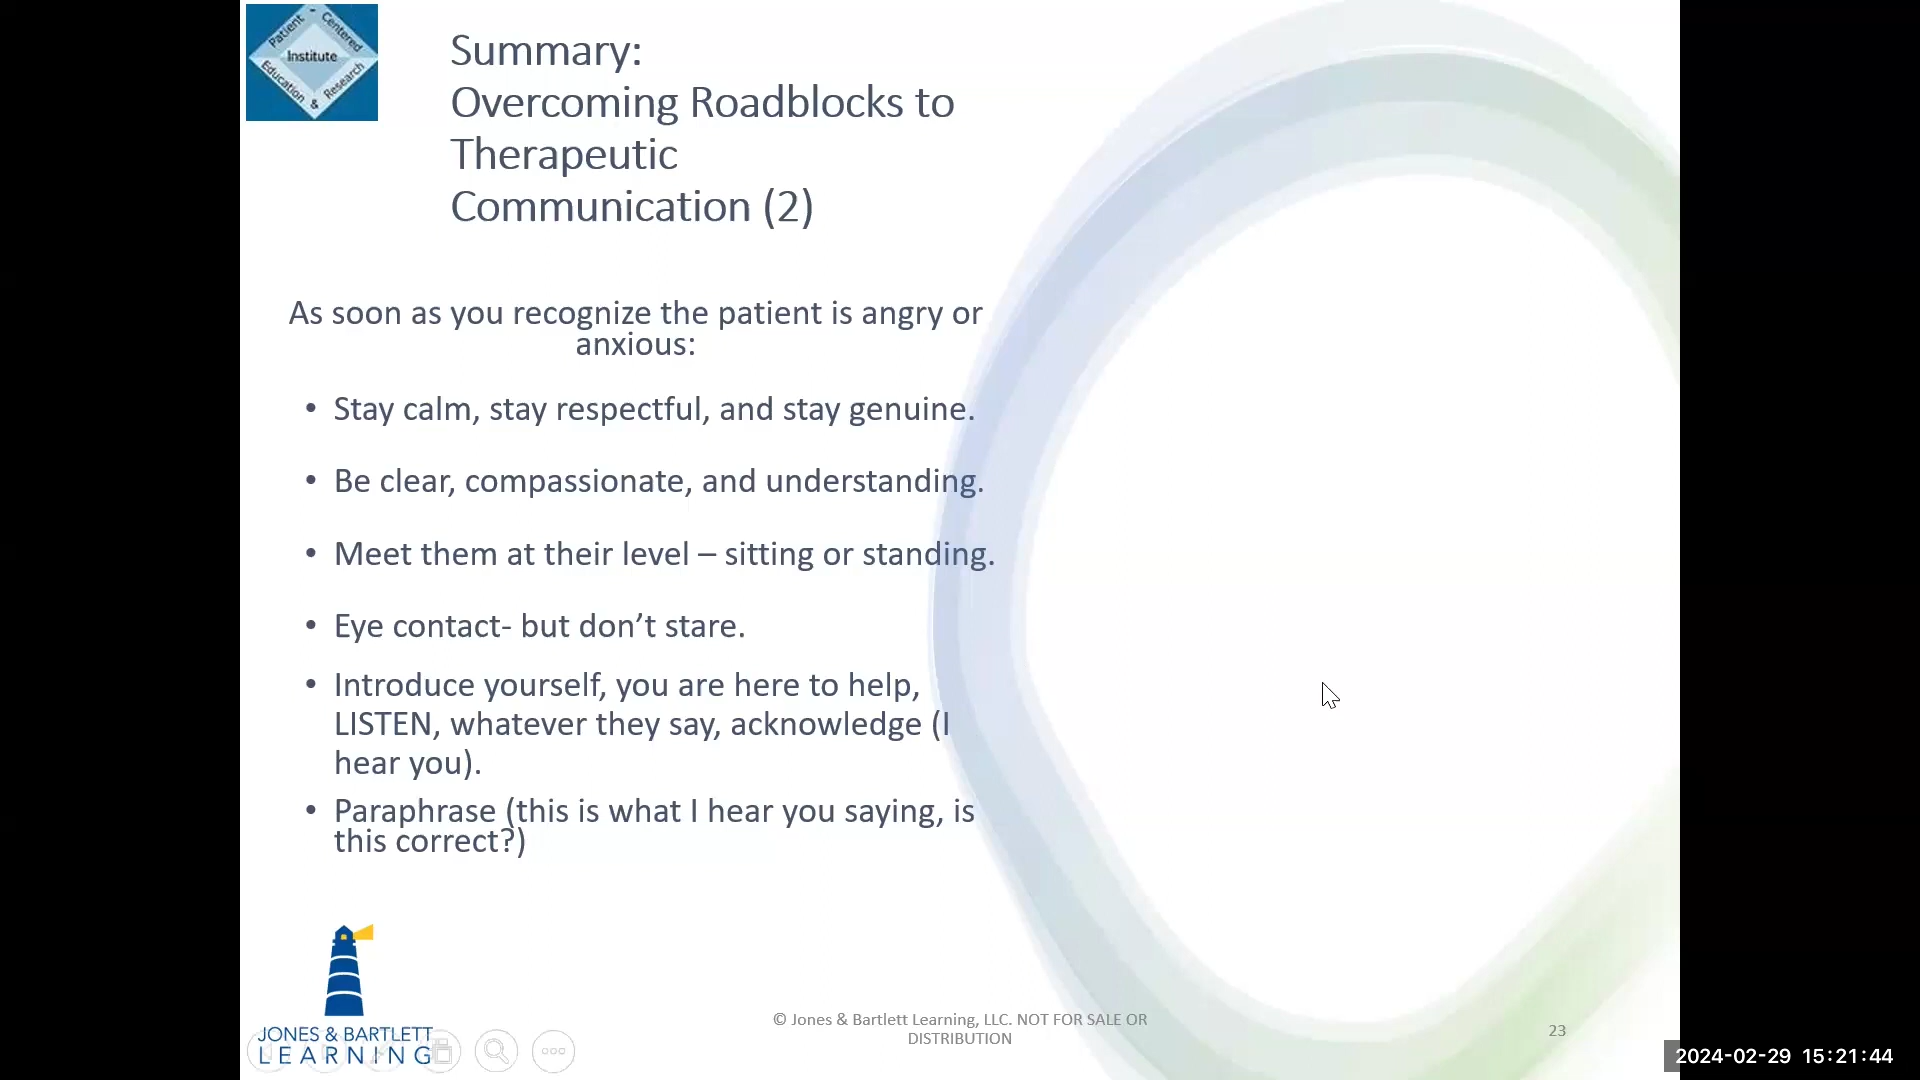 Patient - Centered
Institute
Education & Research
Summary:
Overcoming Roadblocks to
Therapeutic
Communication (2)
As soon as you recognize the patient is angry or
anxious:
• Stay calm, stay respectful, and stay genuine.
• Be clear, compassionate, and understanding.
• Meet them at their level – sitting or standing.
• Eye contact- but don’t stare.
• Introduce yourself, you are here to help,
LISTEN, whatever they say, acknowledge (I
hear you).
• Paraphrase (this is what I hear you saying, is
this correct?)
JONES & BARTLETT
LEARNING
© Jones & Bartlett Learning, LLC. NOT FOR SALE OR
DISTRIBUTION
23
2024-02-29 15:21:44